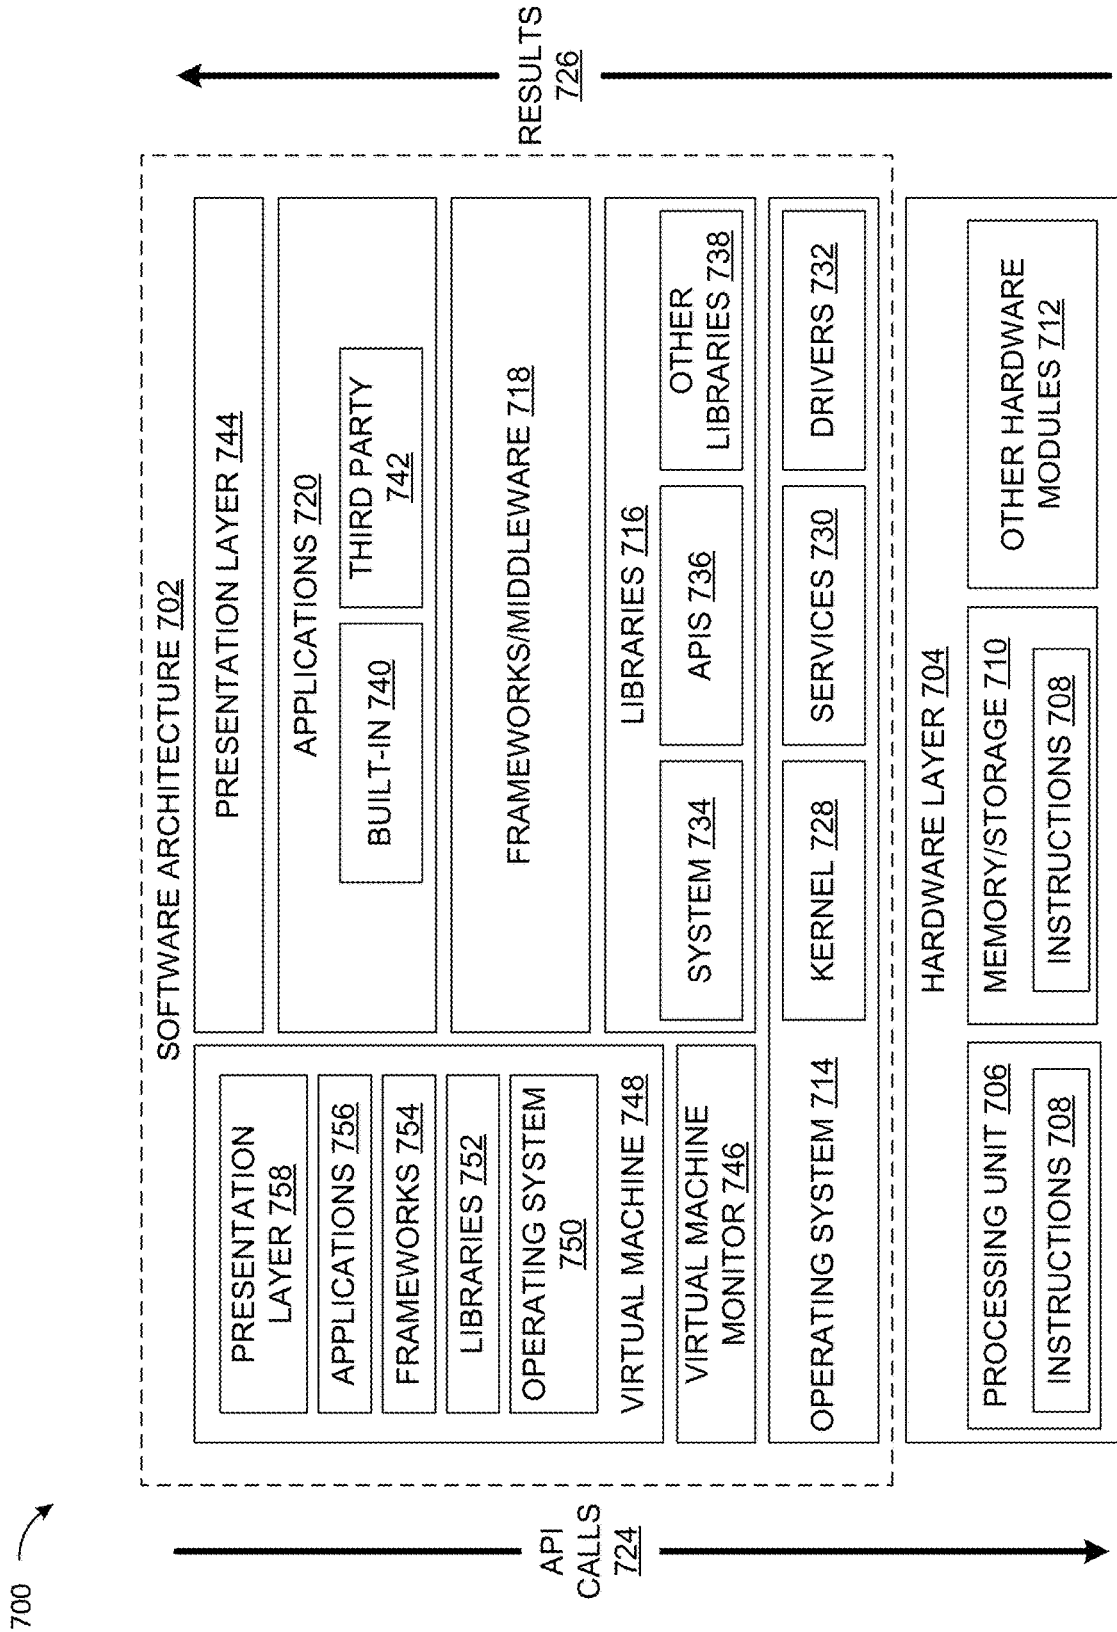 700
SOFTWARE ARCHITECTURE 702
PRESENTATION
LAYER 758
APPLICATIONS 756
FRAMEWORKS 754
LIBRARIES 752
OPERATING SYSTEM
750
VIRTUAL MACHINE 748
VIRTUAL MACHINE
MONITOR 746
PRESENTATION LAYER 744
APPLICATIONS 720
BUILT-IN 740
THIRD PARTY
742
FRAMEWORKS/MIDDLEWARE 718
LIBRARIES 716
SYSTEM 734
APIS 736
OTHER
LIBRARIES 738
OPERATING SYSTEM 714
KERNEL 728
SERVICES 730
DRIVERS 732
API
CALLS
724
RESULTS
726
HARDWARE LAYER 704
PROCESSING UNIT 706
INSTRUCTIONS 708
MEMORY/STORAGE 710
INSTRUCTIONS 708
OTHER HARDWARE
MODULES 712